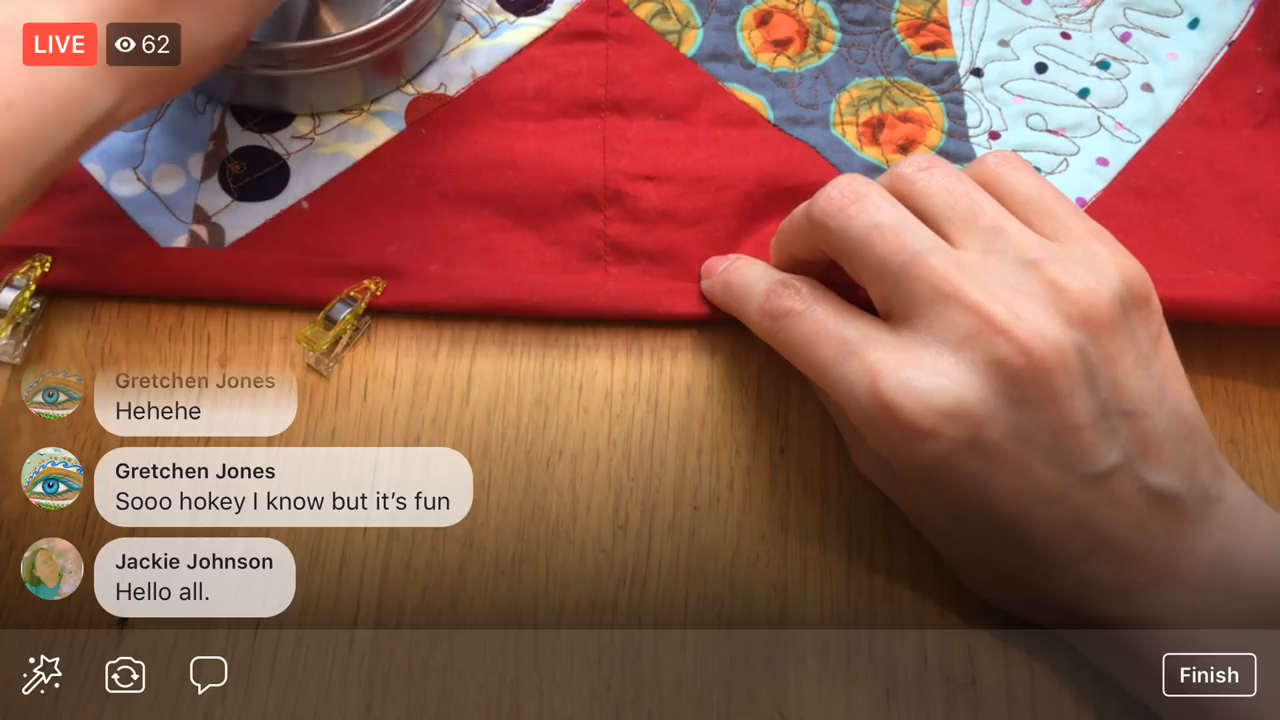 LIVE 62
Gretchen Jones
Hehehe
Gretchen Jones
Sooo hokey I know but it’s fun
Jackie Johnson
Hello all.
Finish